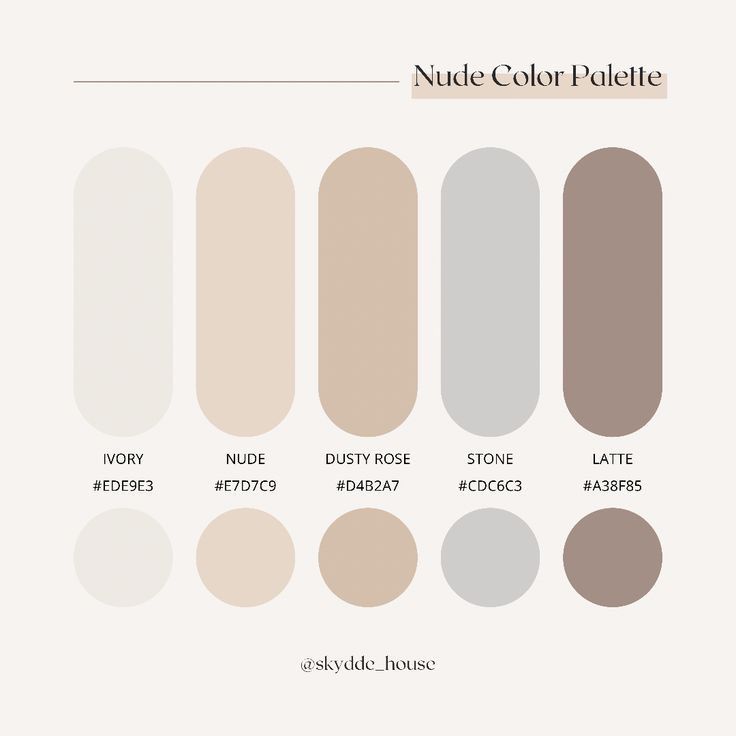 Nude Color Palette
IVORY NUDE DUSTY ROSE STONE LATTE
#EDE9E3 #E7D7C9 #D4B2A7 #CDC6C3 #A38F85
@skydde_house